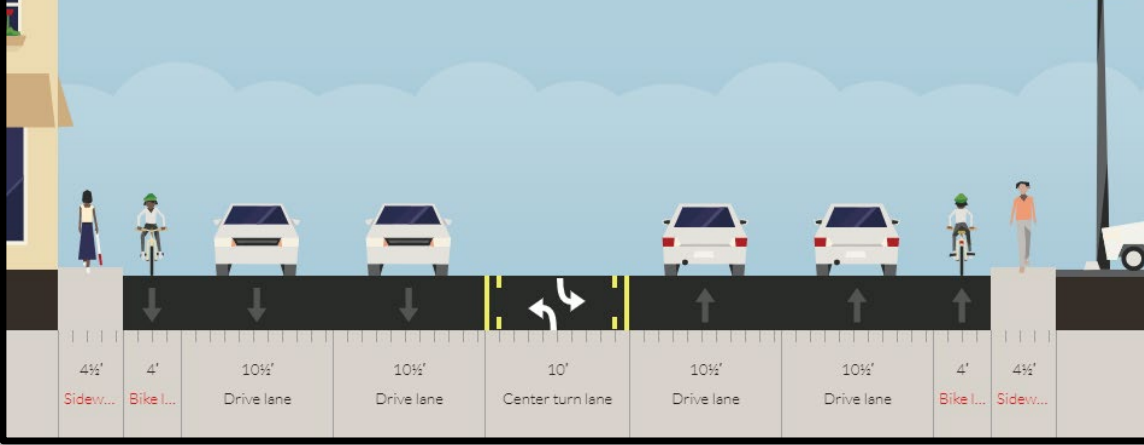 4½' 4' 10½' 10½' 10' 10½' 10½' 4' 4½'
Sidew... Bike l... Drive lane Drive lane Center turn lane Drive lane Drive lane Bike l... Sidew...